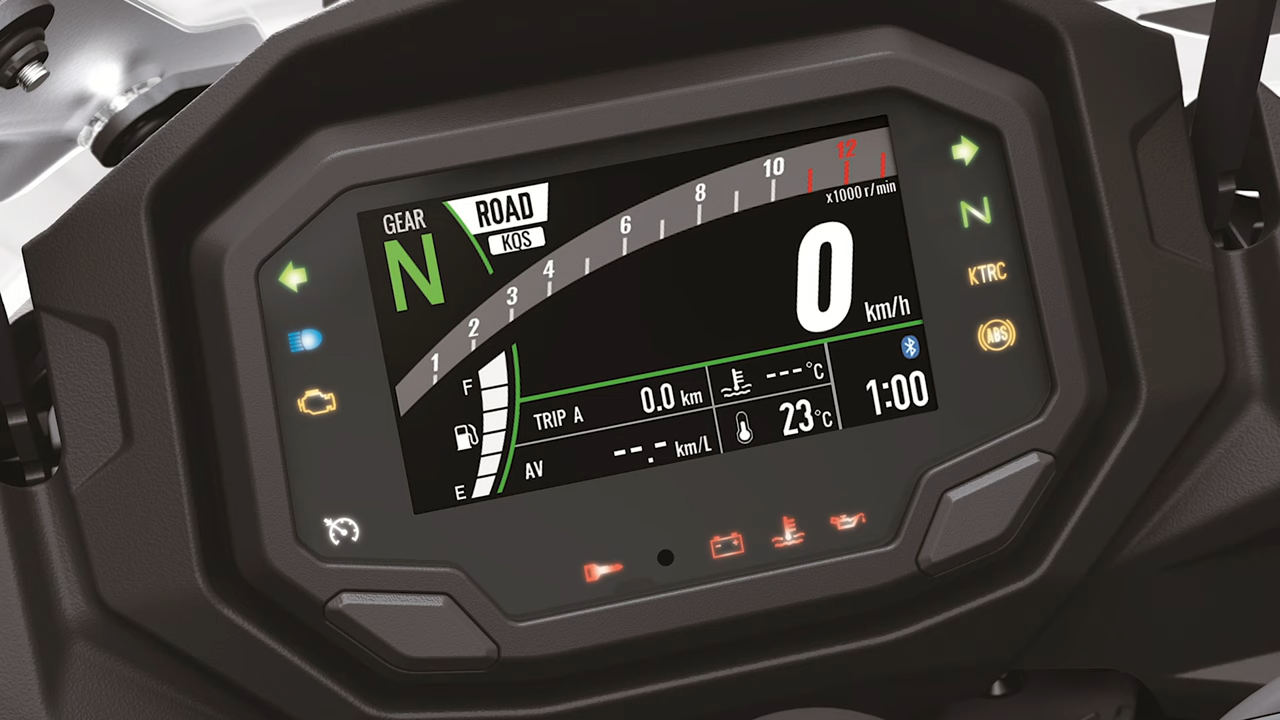 GEAR
N
ROAD
KQS
1 2 3 4 6 8 10 12
x1000 r/min
0 km/h
N
KTRC
ABS
F
E
TRIP A 0.0 km
AV --.- km/L
---°C
23°C
1:00